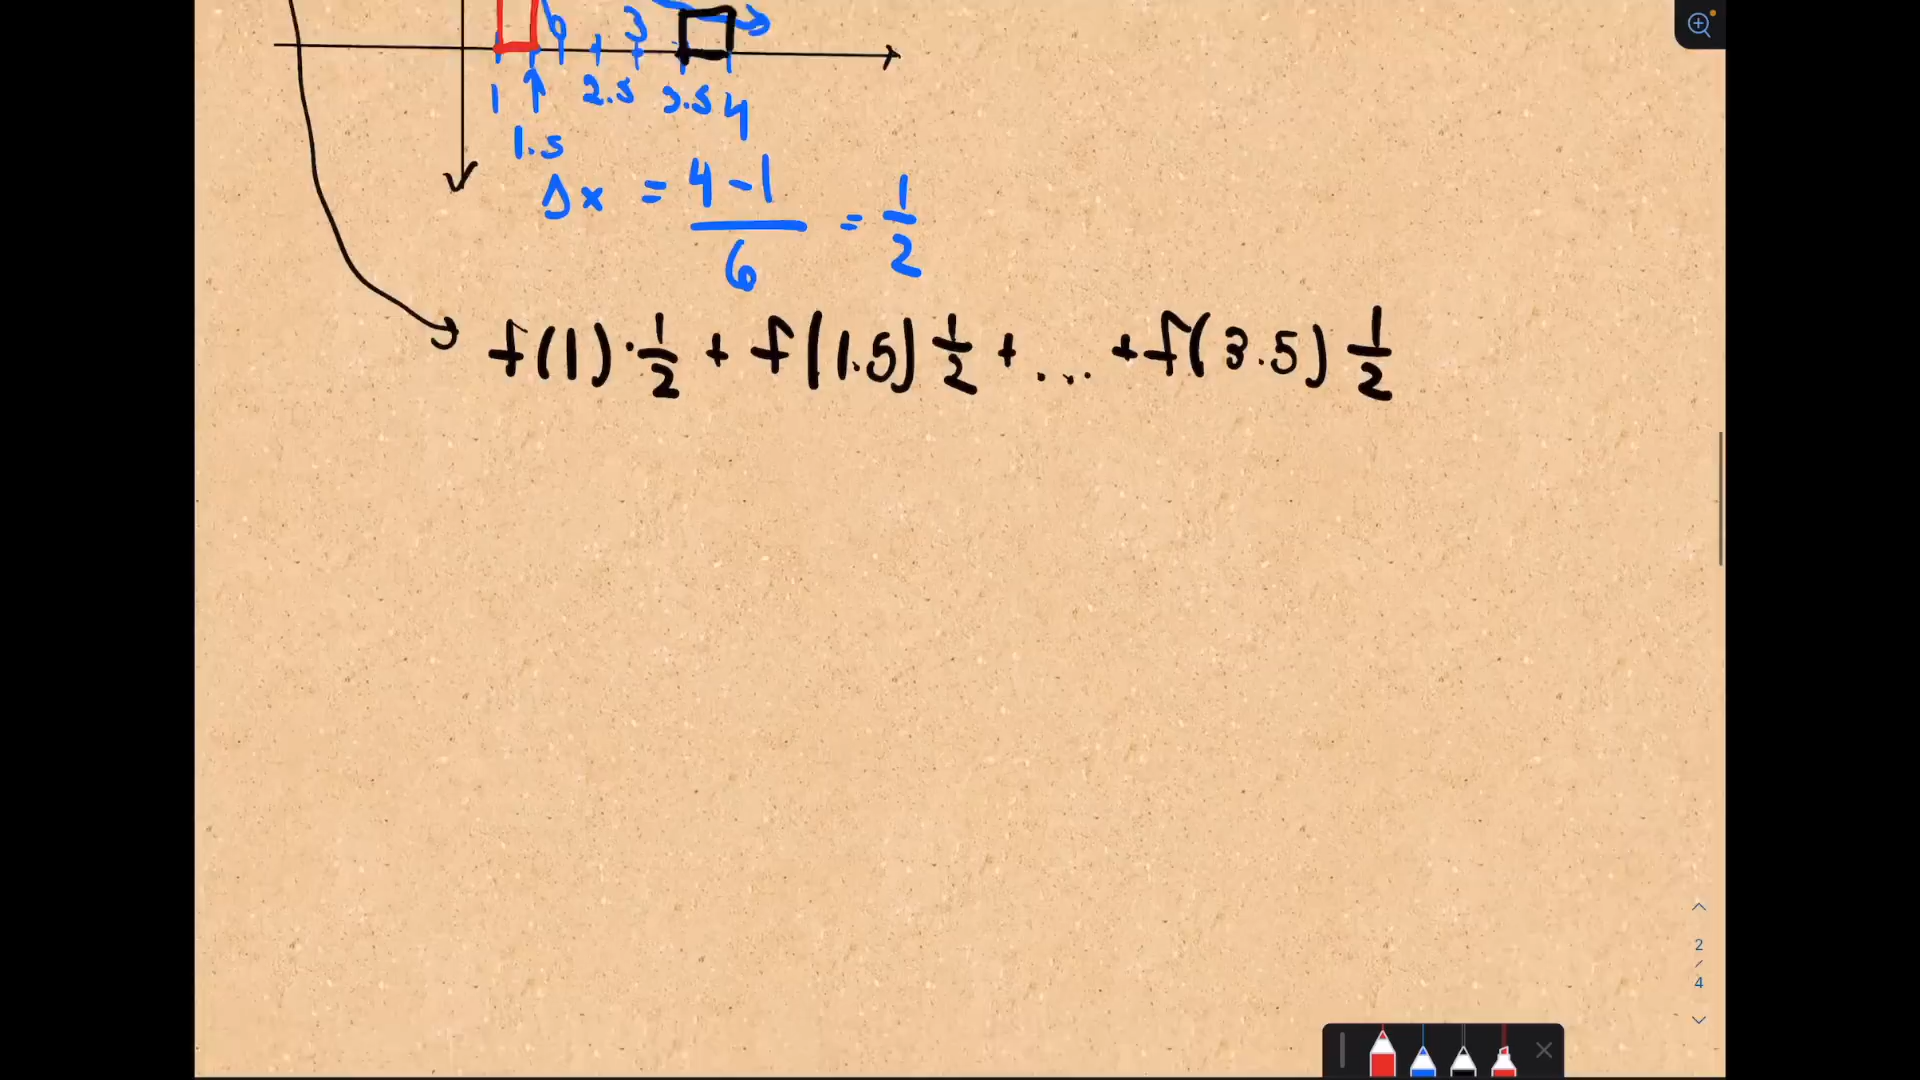 3
1 2.5 3.5 4
1.5
Δx = 4-1/6 = 1/2
f(1)·1/2 + f(1.5) 1/2 + ... + f(3.5) 1/2
2
/
4